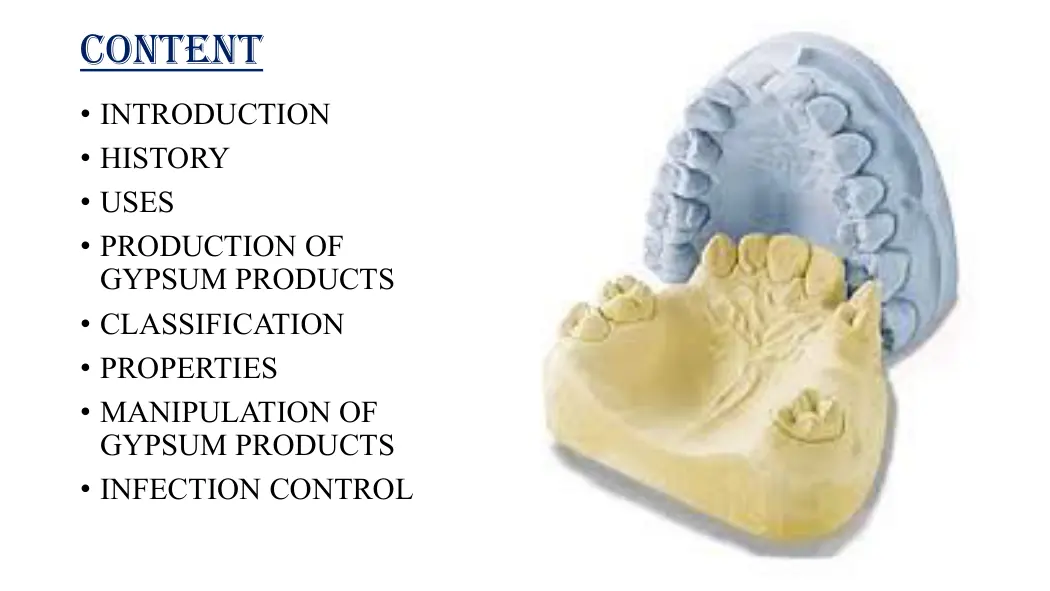 CONTENT
• INTRODUCTION
• HISTORY
• USES
• PRODUCTION OF
GYPSUM PRODUCTS
• CLASSIFICATION
• PROPERTIES
• MANIPULATION OF
GYPSUM PRODUCTS
• INFECTION CONTROL